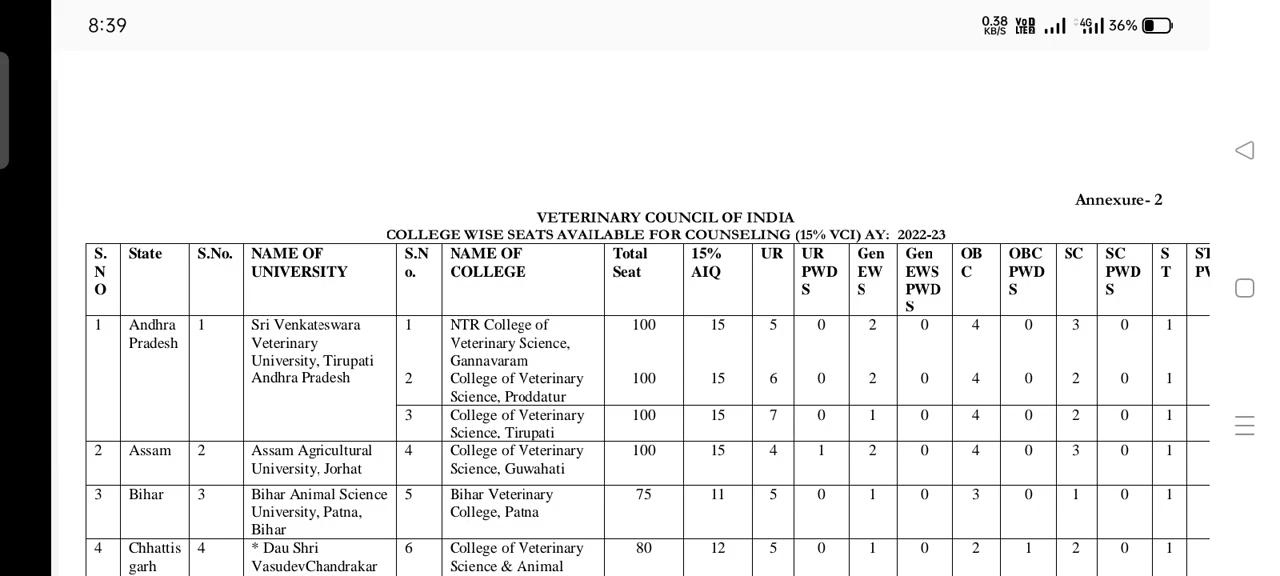 8:39
0.38 KB/S VoD LTE2 4G 36%
Annexure- 2
VETERINARY COUNCIL OF INDIA
COLLEGE WISE SEATS AVAILABLE FOR COUNSELING (15% VCI) AY: 2022-23
S. N O State S.No. NAME OF UNIVERSITY S.N o. NAME OF COLLEGE Total Seat 15% AIQ UR UR PWD S Gen EW S Gen EWS PWD S OB C OBC PWD S SC SC PWD S S T
1 Andhra Pradesh 1 Sri Venkateswara Veterinary University, Tirupati Andhra Pradesh 1 NTR College of Veterinary Science, Gannavaram 100 15 5 0 2 0 4 0 3 0 1
2 College of Veterinary Science, Proddatur 100 15 6 0 2 0 4 0 2 0 1
3 College of Veterinary Science, Tirupati 100 15 7 0 1 0 4 0 2 0 1
2 Assam 2 Assam Agricultural University, Jorhat 4 College of Veterinary Science, Guwahati 100 15 4 1 2 0 4 0 3 0 1
3 Bihar 3 Bihar Animal Science University, Patna, Bihar 5 Bihar Veterinary College, Patna 75 11 5 0 1 0 3 0 1 0 1
4 Chhattis garh 4 * Dau Shri VasudevChandrakar 6 College of Veterinary Science & Animal 80 12 5 0 1 0 2 1 2 0 1